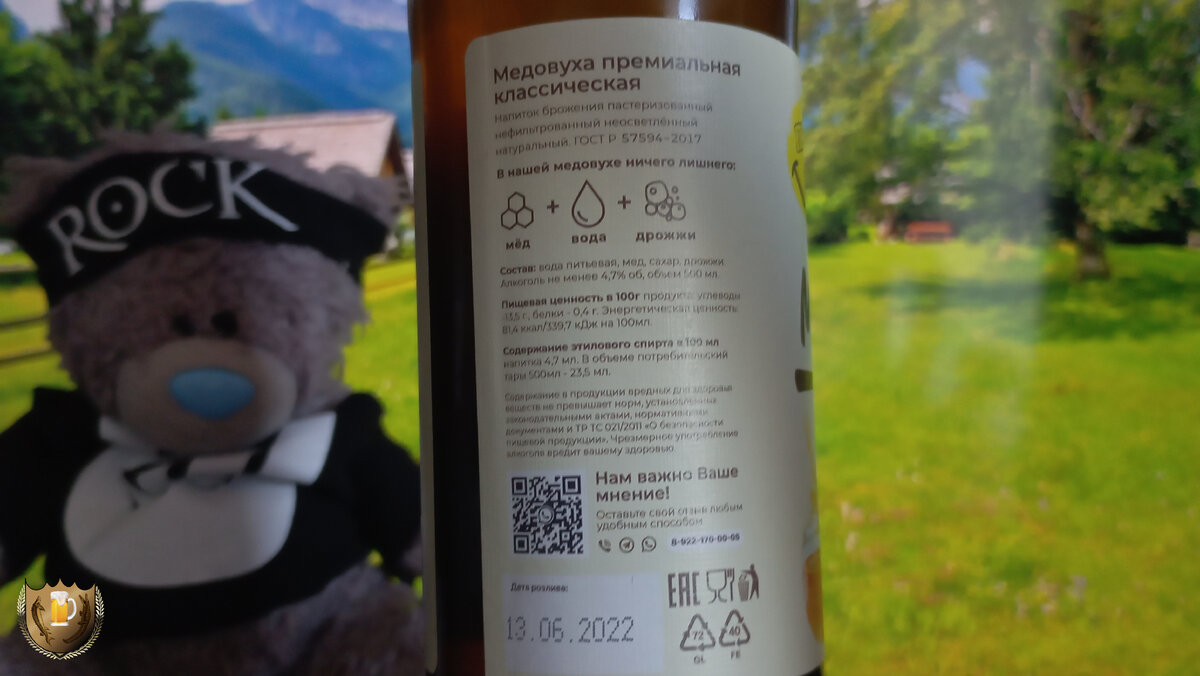 ROCK
Медовуха премиальная
классическая
Напиток брожения пастеризованный
нефильтрованный неосветлённый
натуральный. ГОСТ Р 57594-2017
В нашей медовухе ничего лишнего:
+ +
мёд вода дрожжи
Состав: вода питьевая, мед, сахар, дрожжи.
Алкоголь не менее 4,7% об, объем 500 мл.
Пищевая ценность в 100г продукта: углеводы
-13,5 г, белки - 0,4 г. Энергетическая ценность:
81,4 ккал/339,7 кДж на 100мл.
Содержание этилового спирта в 100 мл
напитка 4,7 мл. В объеме потребительский
тары 500мл - 23,5 мл.
Содержание в продукции вредных для здоровья
веществ не превышает норм, установленных
законодательными актами, нормативными
документами и ТР ТС 021/2011 «О безопасности
пищевой продукции». Чрезмерное употребление
алкоголя вредит вашему здоровью.
Нам важно Ваше
мнение!
Оставьте свой отзыв любым
удобным способом
8-922-170-00-05
Дата розлива:
13.06.2022
EAC
72 40
GL FE